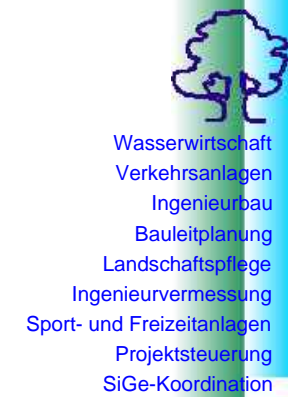 Wasserwirtschaft
Verkehrsanlagen
Ingenieurbau
Bauleitplanung
Landschaftspflege
Ingenieurvermessung
Sport- und Freizeitanlagen
Projektsteuerung
SiGe-Koordination